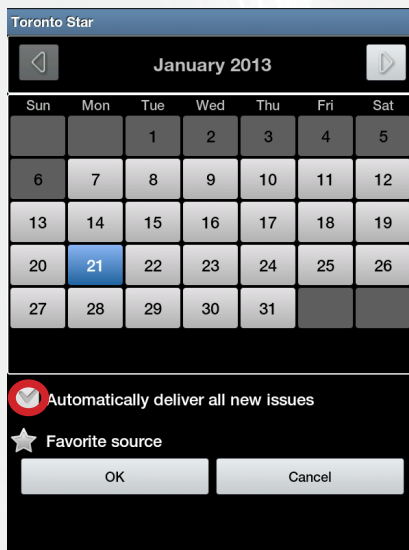 Toronto Star
January 2013
Sun Mon Tue Wed Thu Fri Sat
1 2 3 4 5
6 7 8 9 10 11 12
13 14 15 16 17 18 19
20 21 22 23 24 25 26
27 28 29 30 31
Automatically deliver all new issues
Favorite source
OK Cancel